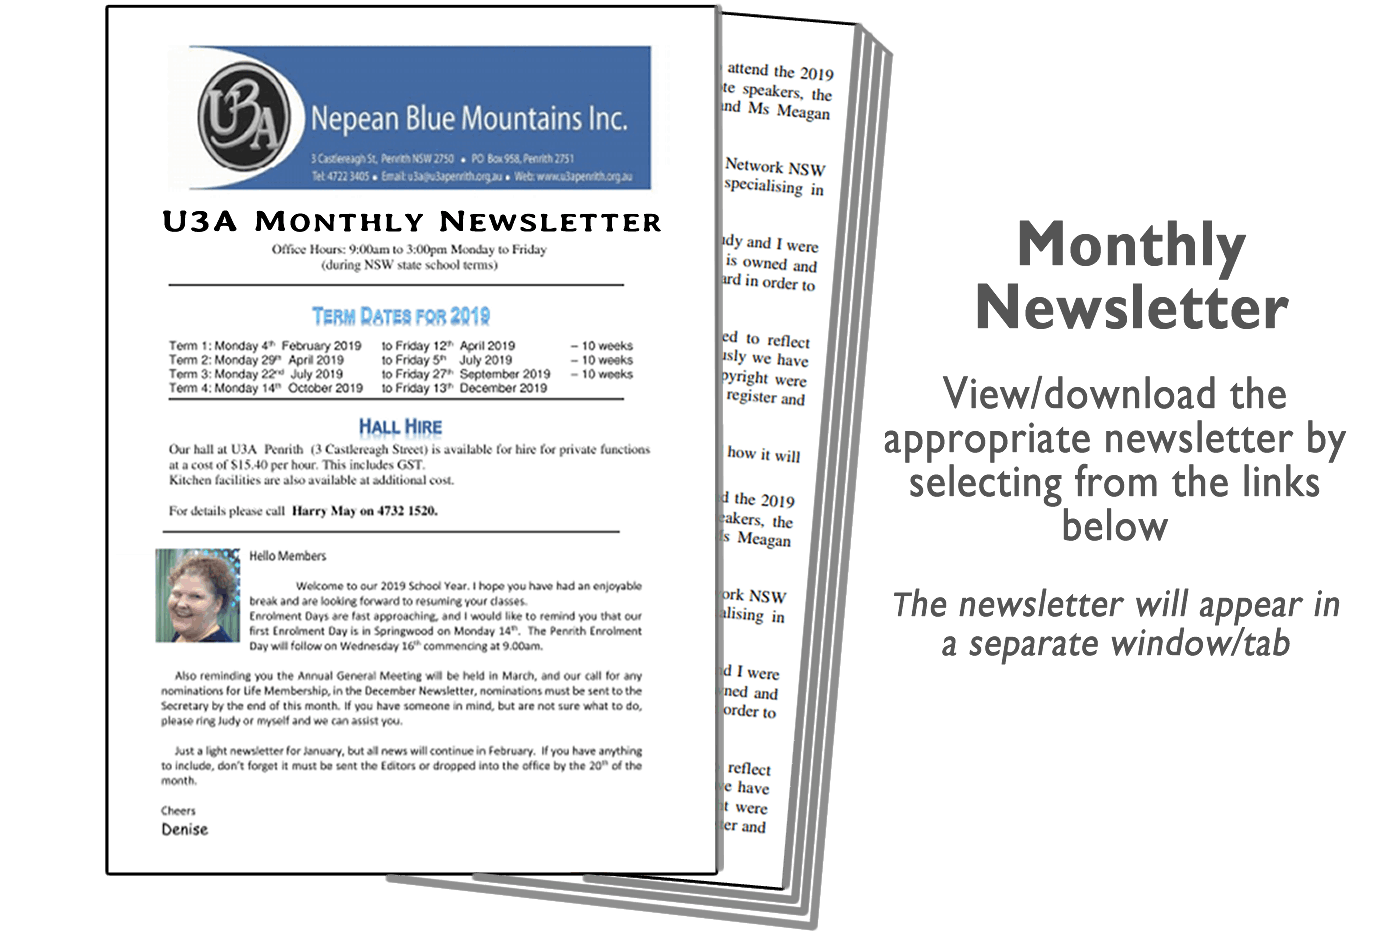 U3A
Nepean Blue Mountains Inc.
3 Castlereagh St, Penrith NSW 2750 • PO Box 958, Penrith 2751
Tel: 4722 3405 • Email: u3a@u3apenrith.org.au • Web: www.u3apenrith.org.au
U3A Monthly Newsletter
Office Hours: 9:00am to 3:00pm Monday to Friday
(during NSW state school terms)
Term Dates for 2019
Term 1: Monday 4th February 2019 to Friday 12th April 2019 – 10 weeks
Term 2: Monday 29th April 2019 to Friday 5th July 2019 – 10 weeks
Term 3: Monday 22nd July 2019 to Friday 27th September 2019 – 10 weeks
Term 4: Monday 14th October 2019 to Friday 13th December 2019
Hall Hire
Our hall at U3A Penrith (3 Castlereagh Street) is available for hire for private functions
at a cost of $15.40 per hour. This includes GST.
Kitchen facilities are also available at additional cost.
For details please call Harry May on 4732 1520.
Hello Members
Welcome to our 2019 School Year. I hope you have had an enjoyable
break and are looking forward to resuming your classes.
Enrolment Days are fast approaching, and I would like to remind you that our
first Enrolment Day is in Springwood on Monday 14th. The Penrith Enrolment
Day will follow on Wednesday 16th commencing at 9.00am.
Also reminding you the Annual General Meeting will be held in March, and our call for any
nominations for Life Membership, in the December Newsletter, nominations must be sent to the
Secretary by the end of this month. If you have someone in mind, but are not sure what to do,
please ring Judy or myself and we can assist you.
Just a light newsletter for January, but all news will continue in February. If you have anything
to include, don't forget it must be sent the Editors or dropped into the office by the 20th of the
month.
Cheers
Denise
attend the 2019
te speakers, the
nd Ms Meagan
Network NSW
specialising in
dy and I were
is owned and
ard in order to
ed to reflect
usly we have
pyright were
register and
how it will
d the 2019
eakers, the
s Meagan
ork NSW
alising in
d I were
ned and
order to
reflect
ve have
t were
ter and
Monthly
Newsletter
View/download the
appropriate newsletter by
selecting from the links
below
The newsletter will appear in
a separate window/tab